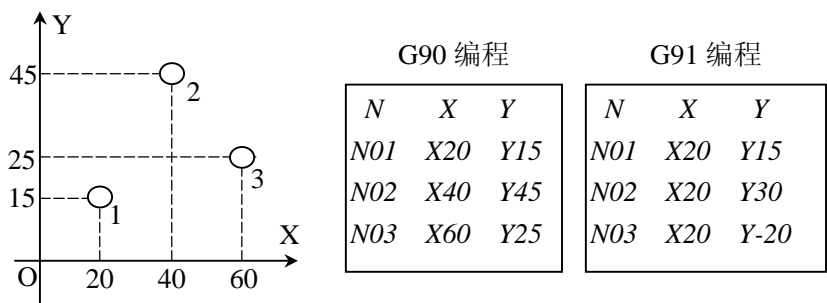 Y
45
2
25
3
15
1
X
O
20 40 60
G90 编程
N X Y
N01 X20 Y15
N02 X40 Y45
N03 X60 Y25
G91 编程
N X Y
N01 X20 Y15
N02 X20 Y30
N03 X20 Y-20